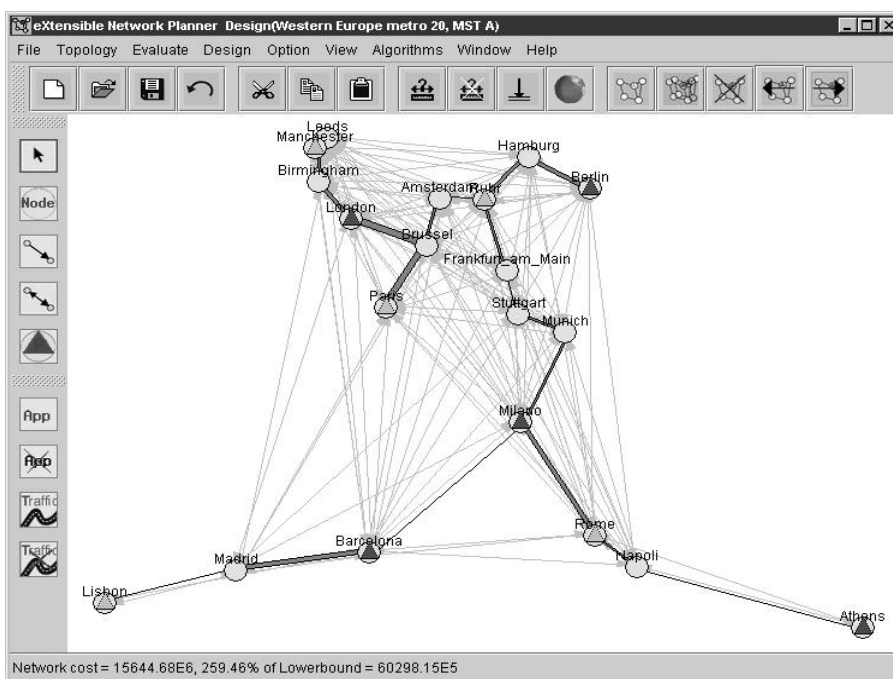 eXtensible Network Planner Design(Western Europe metro 20, MST A)
File Topology Evaluate Design Option View Algorithms Window Help
Leeds
Manchester
Hamburg
Birmingham
Berlin
Amsterdam
Ruhr
London
Brussel
Frankfurt_am_Main
Paris
Stuttgart
Munich
Milano
Rome
Barcelona
Madrid
Napoli
Lisbon
Athens
Node
App
App
Traffic
Traffic
Network cost = 15644.68E6, 259.46% of Lowerbound = 60298.15E5